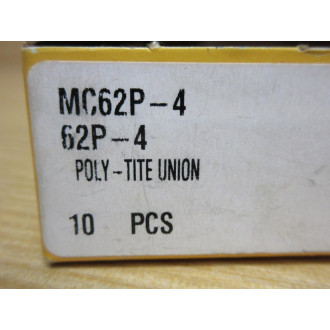 MC62P-4
62P-4
POLY-TITE UNION
10 PCS